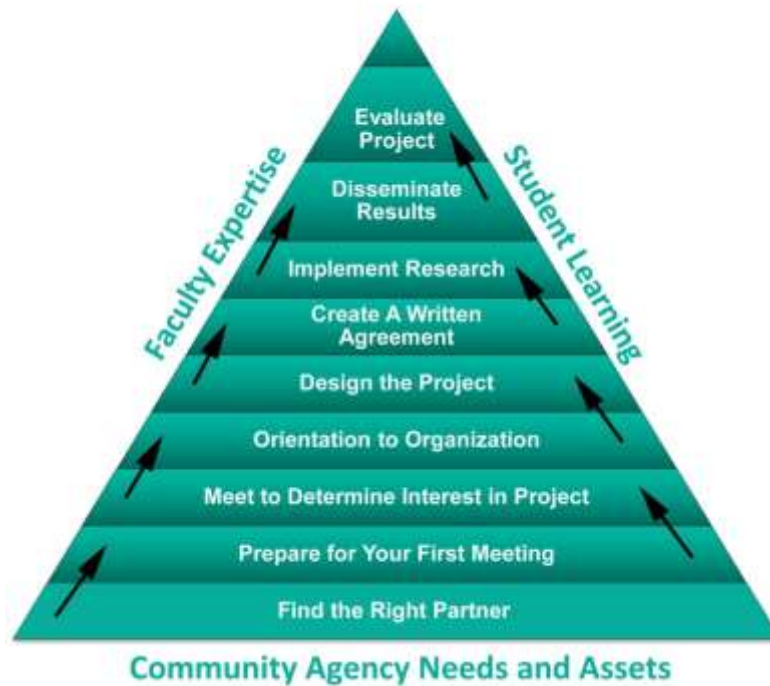 Evaluate
Project
Disseminate
Results
Implement Research
Create A Written
Agreement
Design the Project
Orientation to Organization
Meet to Determine Interest in Project
Prepare for Your First Meeting
Find the Right Partner
Faculty Expertise
Student Learning
Community Agency Needs and Assets